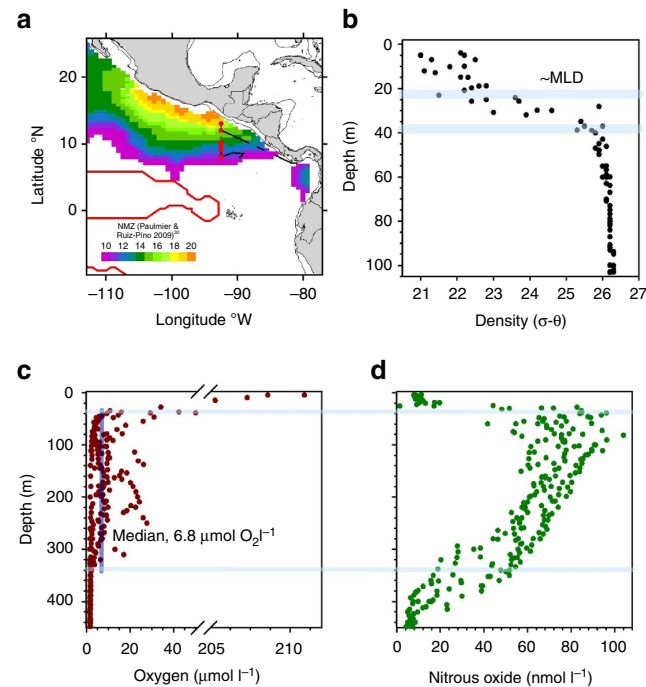 a
20
10
0
Latitude °N
NMZ (Paulmier &
Ruiz-Pino 2009)²⁶
10 12 14 16 18 20
−110 −100 −90 −80
Longitude °W
b
0
20
40
60
80
100
Depth (m)
~MLD
21 22 23 24 25 26 27
Density (σ-θ)
c
0
100
200
300
400
Depth (m)
Median, 6.8 μmol O₂l⁻¹
0 20 40 205 210
Oxygen (μmol l⁻¹)
d
0 20 40 60 80 100
Nitrous oxide (nmol l⁻¹)